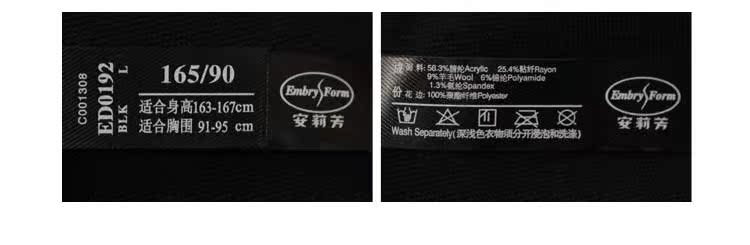 C001308
ED0192
BLK L
165/90
适合身高163-167cm
适合胸围 91-95 cm
Embry Form
安莉芳
面料: 58.3%腈纶Acrylic 25.4%粘纤Rayon
9%羊毛Wool 6%锦纶Polyamide
1.3%氨纶Spandex
花边: 100%聚酯纤维Polyester
Wash Separately(深浅色衣物须分开浸泡和洗涤)
Embry Form
安莉芳